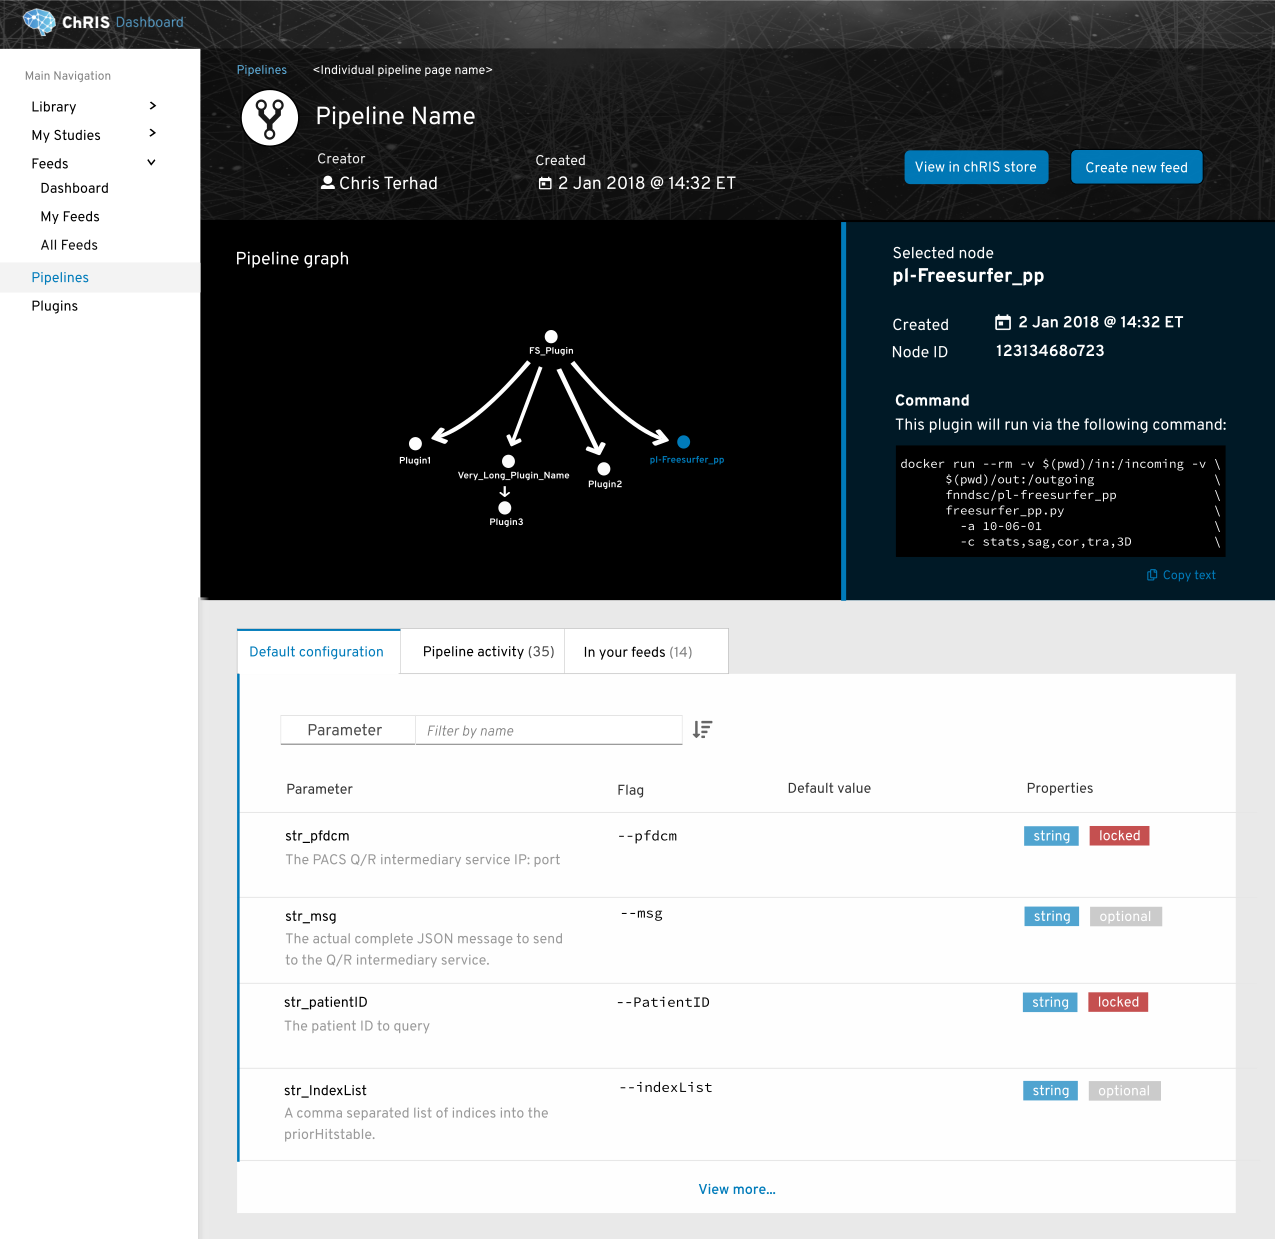 ChRIS Dashboard
Main Navigation
Library
My Studies
Feeds
Dashboard
My Feeds
All Feeds
Pipelines
Plugins
Pipelines <Individual pipeline page name>
Pipeline Name
Creator
Chris Terhad
Created
2 Jan 2018 @ 14:32 ET
View in chRIS store
Create new feed
Pipeline graph
FS_Plugin
Plugin1
Very_Long_Plugin_Name
Plugin2
pl-Freesurfer_pp
Plugin3
Selected node
pl-Freesurfer_pp
Created 2 Jan 2018 @ 14:32 ET
Node ID 12313468o723
Command
This plugin will run via the following command:
docker run --rm -v $(pwd)/in:/incoming -v \
$(pwd)/out:/outgoing \
fnndsc/pl-freesurfer_pp \
freesurfer_pp.py \
-a 10-06-01 \
-c stats,sag,cor,tra,3D \
Copy text
Default configuration
Pipeline activity (35)
In your feeds (14)
Parameter Filter by name
Parameter Flag Default value Properties
str_pfdcm --pfdcm string locked
The PACS Q/R intermediary service IP: port
str_msg --msg string optional
The actual complete JSON message to send
to the Q/R intermediary service.
str_patientID --PatientID string locked
The patient ID to query
str_IndexList --indexList string optional
A comma separated list of indices into the
priorHitstable.
View more...